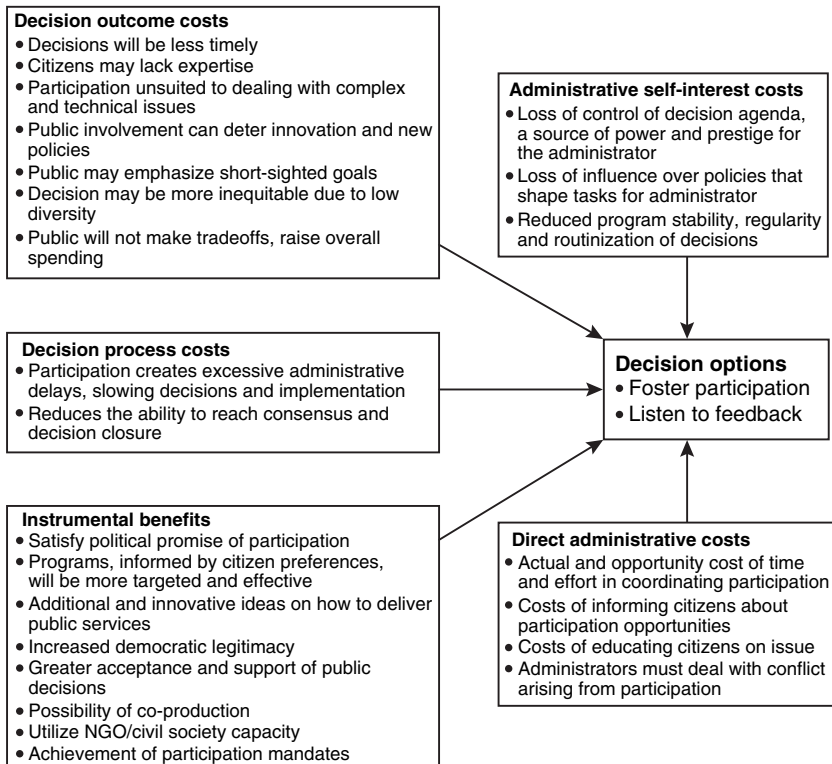 Decision outcome costs
• Decisions will be less timely
• Citizens may lack expertise
• Participation unsuited to dealing with complex
and technical issues
• Public involvement can deter innovation and new
policies
• Public may emphasize short-sighted goals
• Decision may be more inequitable due to low
diversity
• Public will not make tradeoffs, raise overall
spending
Administrative self-interest costs
• Loss of control of decision agenda,
a source of power and prestige for
the administrator
• Loss of influence over policies that
shape tasks for administrator
• Reduced program stability, regularity
and routinization of decisions
Decision process costs
• Participation creates excessive administrative
delays, slowing decisions and implementation
• Reduces the ability to reach consensus and
decision closure
Decision options
• Foster participation
• Listen to feedback
Instrumental benefits
• Satisfy political promise of participation
• Programs, informed by citizen preferences,
will be more targeted and effective
• Additional and innovative ideas on how to deliver
public services
• Increased democratic legitimacy
• Greater acceptance and support of public
decisions
• Possibility of co-production
• Utilize NGO/civil society capacity
• Achievement of participation mandates
Direct administrative costs
• Actual and opportunity cost of time
and effort in coordinating participation
• Costs of informing citizens about
participation opportunities
• Costs of educating citizens on issue
• Administrators must deal with conflict
arising from participation